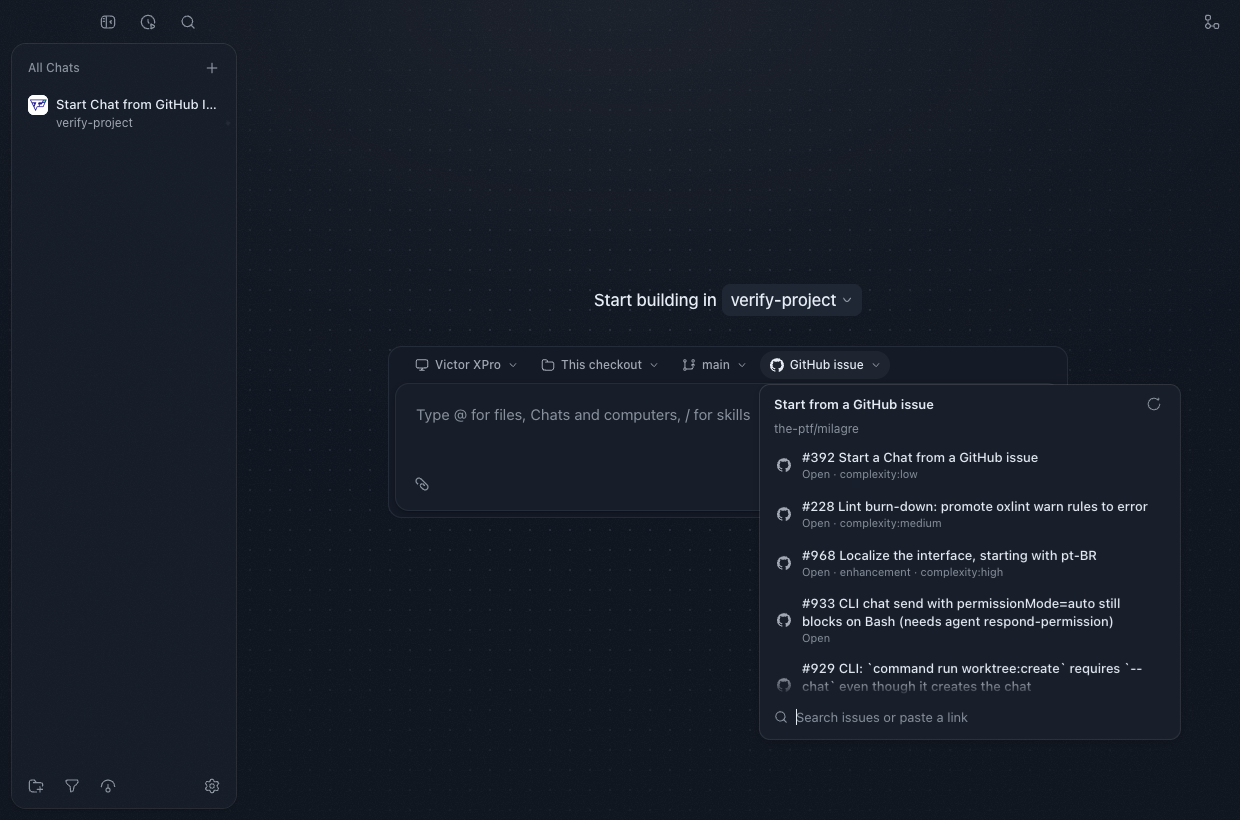 All Chats
Start Chat from GitHub I...
verify-project
Start building in verify-project
Victor XPro This checkout main GitHub issue
Type @ for files, Chats and computers, / for skills
Start from a GitHub issue
the-ptf/milagre
#392 Start a Chat from a GitHub issue
Open · complexity:low
#228 Lint burn-down: promote oxlint warn rules to error
Open · complexity:medium
#968 Localize the interface, starting with pt-BR
Open · enhancement · complexity:high
#933 CLI chat send with permissionMode=auto still
blocks on Bash (needs agent respond-permission)
Open
#929 CLI: `command run worktree:create` requires `--
chat` even though it creates the chat
Search issues or paste a link